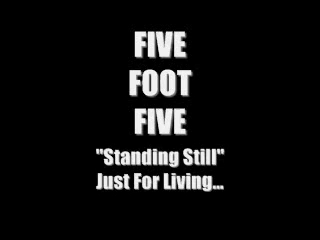 FIVE
FOOT
FIVE
"Standing Still"
Just For Living...